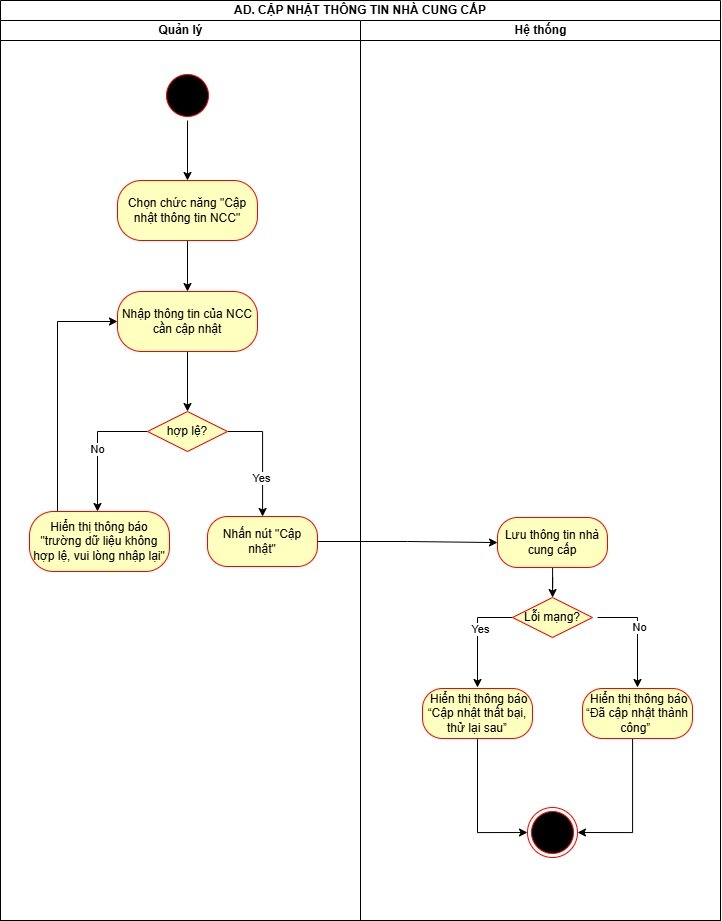 AD. CẬP NHẬT THÔNG TIN NHÀ CUNG CẤP
Quản lý
Hệ thống
Chọn chức năng "Cập
nhật thông tin NCC"
Nhập thông tin của NCC
cần cập nhật
hợp lệ?
No
Yes
Hiển thị thông báo
"trường dữ liệu không
hợp lệ, vui lòng nhập lại"
Nhấn nút "Cập
nhật"
Lưu thông tin nhà
cung cấp
Lỗi mạng?
Yes
No
Hiển thị thông báo
“Cập nhật thất bại,
thử lại sau”
Hiển thị thông báo
“Đã cập nhật thành
công”